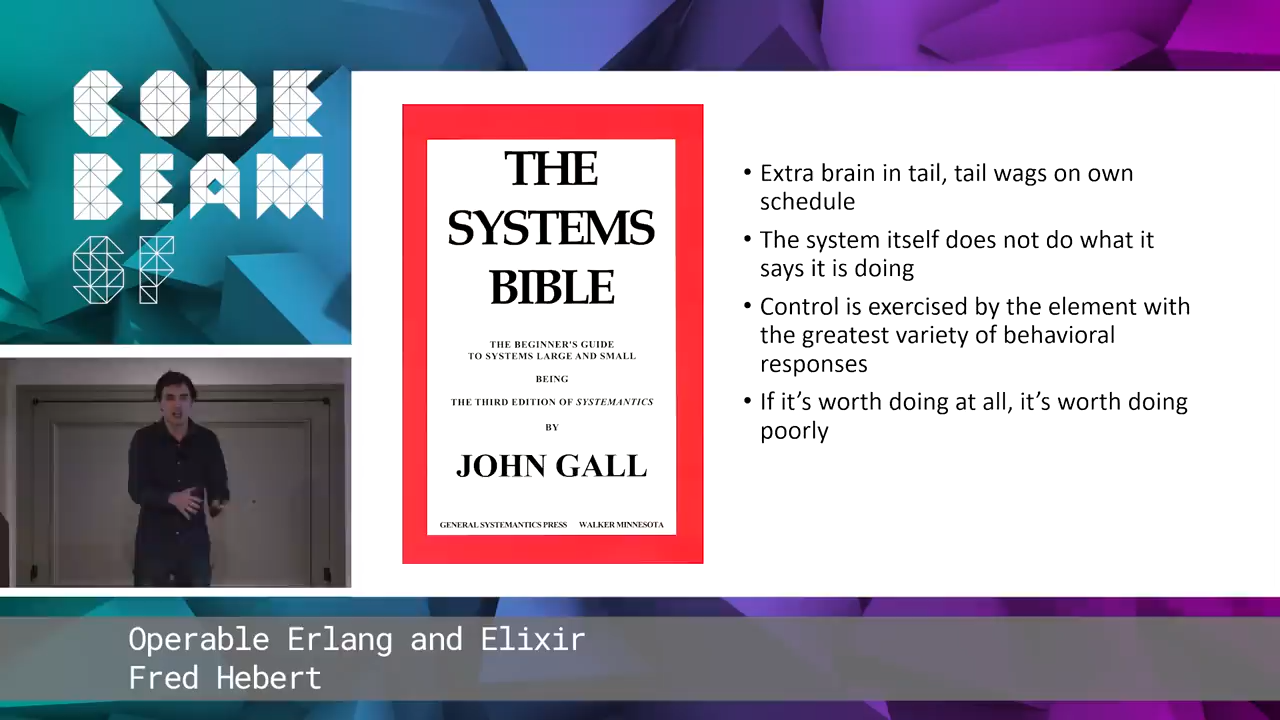 CODE
BEAM
SF
THE
SYSTEMS
BIBLE
THE BEGINNER'S GUIDE
TO SYSTEMS LARGE AND SMALL
BEING
THE THIRD EDITION OF SYSTEMANTICS
BY
JOHN GALL
GENERAL SYSTEMANTICS PRESS WALKER MINNESOTA
• Extra brain in tail, tail wags on own
schedule
• The system itself does not do what it
says it is doing
• Control is exercised by the element with
the greatest variety of behavioral
responses
• If it’s worth doing at all, it’s worth doing
poorly
Operable Erlang and Elixir
Fred Hebert